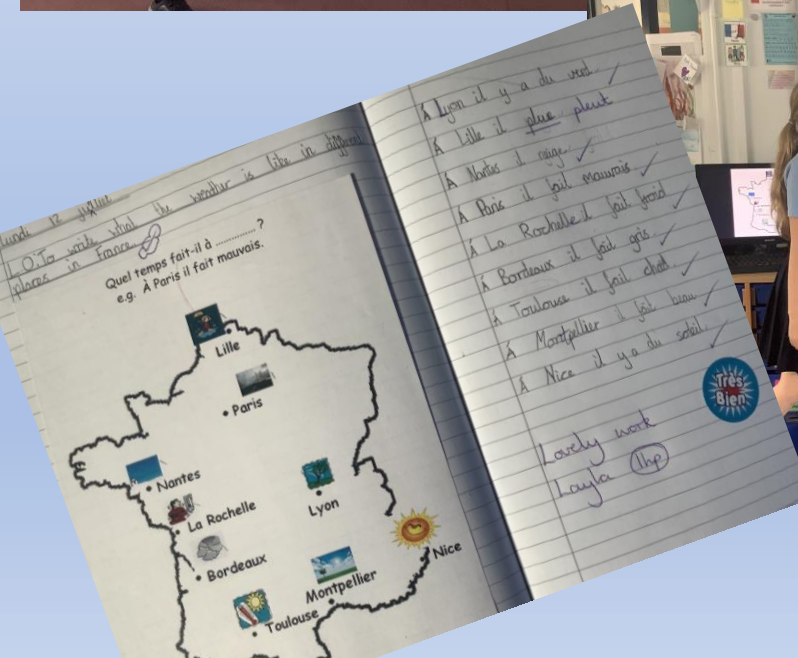 Lundi 12 juin
L.O.To write what the weather is like in different
places in France
Quel temps fait-il à ............. ?
e.g. À Paris il fait mauvais.
Lille
Paris
Nantes
La Rochelle
Lyon
Bordeaux
Nice
Montpellier
Toulouse
Á Lyon il y a du vent
Á Lille il plue pleut
Á Nantes il neige
Á Paris il fait mauvais
Á La Rochelle il fait froid
Á Bordeaux il fait gris
Á Toulouse il fait chad
Á Montpellier il fait beau
Á Nice il y a du soleil
Très
Bien
Lovely work
Layla 1hp